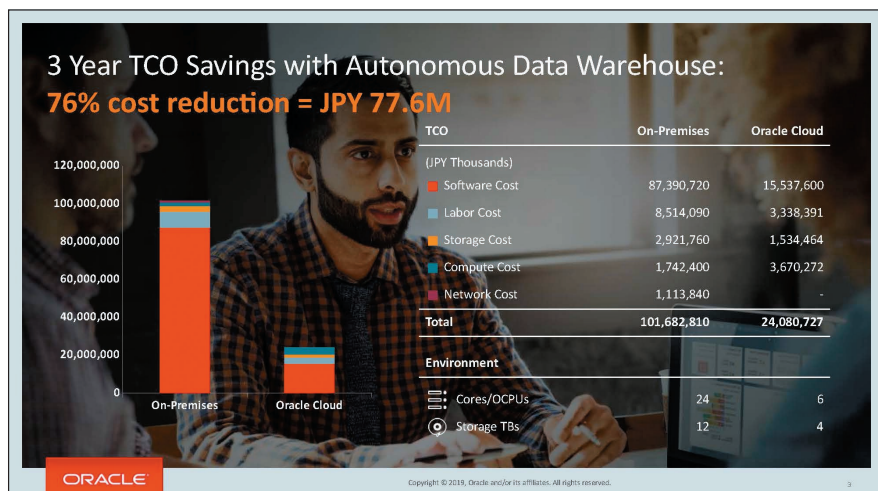 3 Year TCO Savings with Autonomous Data Warehouse:
76% cost reduction = JPY 77.6M
120,000,000
100,000,000
80,000,000
60,000,000
40,000,000
20,000,000
0
On-Premises Oracle Cloud
TCO On-Premises Oracle Cloud
(JPY Thousands)
Software Cost 87,390,720 15,537,600
Labor Cost 8,514,090 3,338,391
Storage Cost 2,921,760 1,534,464
Compute Cost 1,742,400 3,670,272
Network Cost 1,113,840 -
Total 101,682,810 24,080,727
Environment
Cores/OCPUs 24 6
Storage TBs 12 4
ORACLE
Copyright © 2019, Oracle and/or its affiliates. All rights reserved.